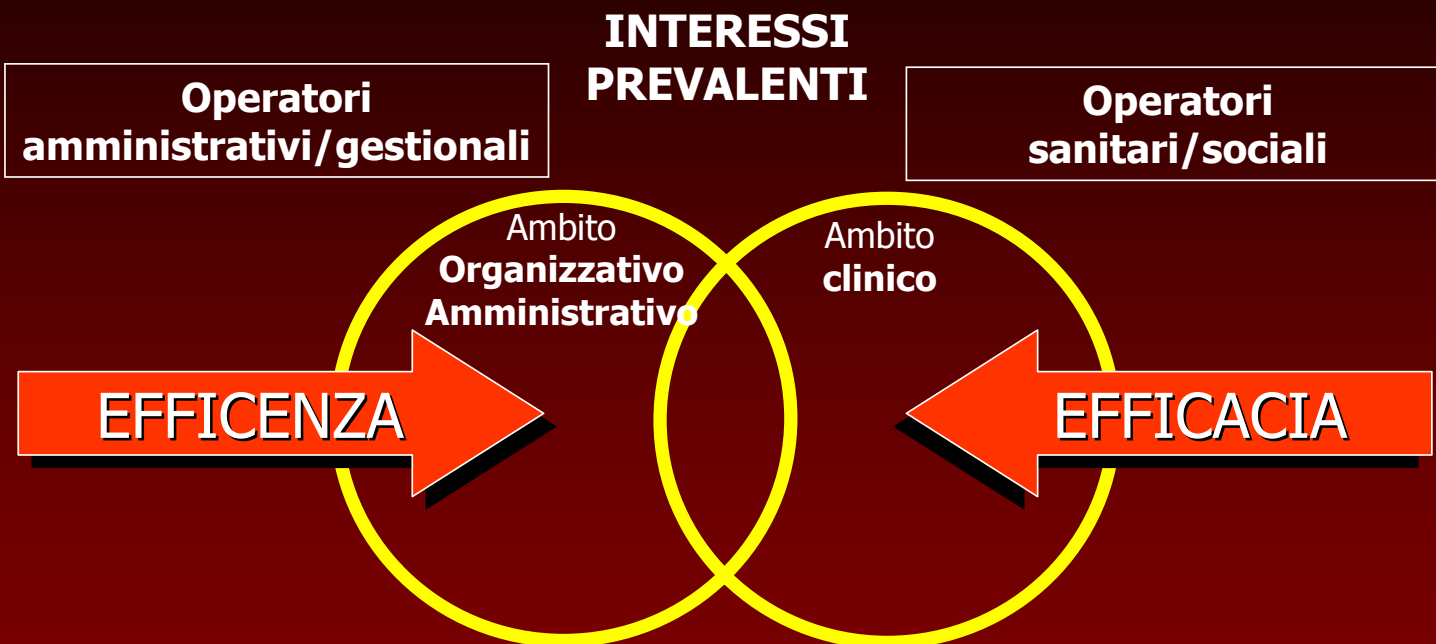 INTERESSI
PREVALENTI
Operatori
amministrativi/gestionali
Operatori
sanitari/sociali
Ambito
Organizzativo
Amministrativo
Ambito
clinico
EFFICENZA
EFFICACIA